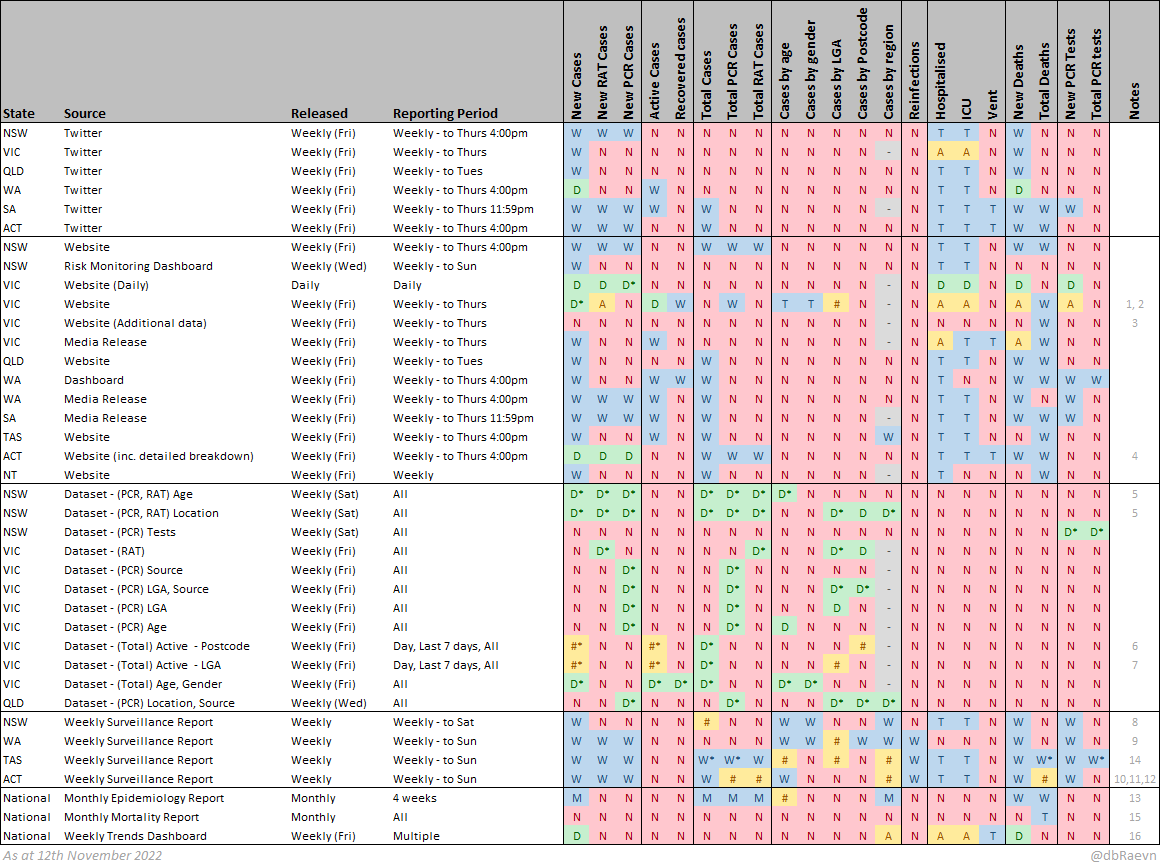 State Source Released Reporting Period New Cases New RAT Cases New PCR Cases Active Cases Recovered cases Total Cases Total PCR Cases Total RAT Cases Cases by age Cases by gender Cases by LGA Cases by Postcode Cases by region Reinfections Hospitalised ICU Vent New Deaths Total Deaths New PCR Tests Total PCR tests Notes
NSW Twitter Weekly (Fri) Weekly - to Thurs 4:00pm W W W N N N N N N N N N N N T T N W N N N
VIC Twitter Weekly (Fri) Weekly - to Thurs W N N N N N N N N N N N - N A A N W N N N
QLD Twitter Weekly (Fri) Weekly - to Tues W N N N N N N N N N N N N N T T N W N N N
WA Twitter Weekly (Fri) Weekly - to Thurs 4:00pm D N N W N N N N N N N N N N T T N D N N N
SA Twitter Weekly (Fri) Weekly - to Thurs 11:59pm W W W W N W N N N N N N - N T T T W W W N
ACT Twitter Weekly (Fri) Weekly - to Thurs 4:00pm W W W N N W N N N N N N N N T T T W W N N
NSW Website Weekly (Fri) Weekly - to Thurs 4:00pm W W W N N W W W N N N N N N T T N W W N N
NSW Risk Monitoring Dashboard Weekly (Wed) Weekly - to Sun W N N N N N N N N N N N N N T T N N N N N
VIC Website (Daily) Daily Daily D D D* N N N N N N N N N - N D D N D N D N
VIC Website Weekly (Fri) Weekly - to Thurs D* A N D W N W N T T # N - N A A N A W A N 1, 2
VIC Website (Additional data) Weekly (Fri) Weekly - to Thurs N N N N N N N N N N N N - N N N N N W N N 3
VIC Media Release Weekly (Fri) Weekly - to Thurs W N N W N N N N N N N N - N A T T A W N N
QLD Website Weekly (Fri) Weekly - to Tues W N N N N W N N N N N N N N T T N W W N N
WA Dashboard Weekly (Fri) Weekly - to Thurs 4:00pm W N N W W W N N N N N N N N T N N W W W W
WA Media Release Weekly (Fri) Weekly - to Thurs 4:00pm W W W W N W N N N N N N N N T T N W N W N
SA Media Release Weekly (Fri) Weekly - to Thurs 11:59pm W W W W N W N N N N N N - N T T N W W W N
TAS Website Weekly (Fri) Weekly - to Thurs 4:00pm W N N W N W N N N N N N W N T T N N W N N
ACT Website (inc. detailed breakdown) Weekly (Fri) Weekly - to Thurs 4:00pm D D D N N W W W N N N N N N T T T W W N N 4
NT Website Weekly (Fri) Weekly W N N N N W N N N N N N - N T N N N W N N
NSW Dataset - (PCR, RAT) Age Weekly (Sat) All D* D* D* N N D* D* D* D* N N N N N N N N N N N N 5
NSW Dataset - (PCR, RAT) Location Weekly (Sat) All D* D* D* N N D* D* D* N N D* D D* N N N N N N N N 5
NSW Dataset - (PCR) Tests Weekly (Sat) All N N N N N N N N N N N N N N N N N N N D* D*
VIC Dataset - (RAT) Weekly (Fri) All N D* N N N N N D* N N D* D - N N N N N N N N
VIC Dataset - (PCR) Source Weekly (Fri) All N N D* N N N D* N N N N N - N N N N N N N N
VIC Dataset - (PCR) LGA, Source Weekly (Fri) All N N D* N N N D* N N N D* D* - N N N N N N N N
VIC Dataset - (PCR) LGA Weekly (Fri) All N N D* N N N D* N N N D N - N N N N N N N N
VIC Dataset - (PCR) Age Weekly (Fri) All N N D* N N N D* N D N N N - N N N N N N N N
VIC Dataset - (Total) Active - Postcode Weekly (Fri) Day, Last 7 days, All #* N N #* N D* N N N N N # - N N N N N N N N 6
VIC Dataset - (Total) Active - LGA Weekly (Fri) Day, Last 7 days, All #* N N #* N D* N N N N # N - N N N N N N N N 7
VIC Dataset - (Total) Age, Gender Weekly (Fri) All D* N N D* D* D* N N D* D* N N - N N N N N N N N
QLD Dataset - (PCR) Location, Source Weekly (Wed) All N N D* N N N D* N N N D* D* D* N N N N N N N N
NSW Weekly Surveillance Report Weekly Weekly - to Sat W N N N N # N N W W N N W N T T N W N W N 8
WA Weekly Surveillance Report Weekly Weekly - to Sun W W W N N N N N W W # W W W N N N W N W N 9
TAS Weekly Surveillance Report Weekly Weekly - to Sun W W W N N W* W* W # N # N # W T T N W W* W W* 14
ACT Weekly Surveillance Report Weekly Weekly - to Sun W W W N N W # # W N N N # W T T N W # W N 10,11,12
National Monthly Epidemiology Report Monthly 4 weeks M N N N N M M M # N N N M N N N N W W N N 13
National Monthly Mortality Report Monthly All N N N N N N N N N N N N N N N N N N T N N 15
National Weekly Trends Dashboard Weekly (Fri) Multiple D N N N N N N N N N N N A N A A T D N N N 16
As at 12th November 2022 @dbRaevn